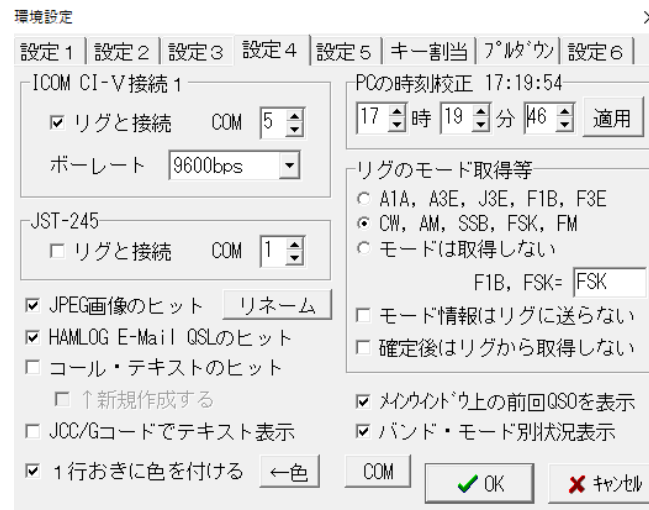 環境設定
設定1 設定2 設定3 設定4 設定5 キー割当 プルダウン 設定6
ICOM CI-V接続1
リグと接続 COM 5
ボーレート 9600bps
JST-245
リグと接続 COM 1
JPEG画像のヒット リネーム
HAMLOG E-Mail QSLのヒット
コール・テキストのヒット
↑新規作成する
JCC/Gコードでテキスト表示
1行おきに色を付ける ←色
PCの時刻校正 17:19:54
17 時 19 分 46 適用
リグのモード取得等
A1A, A3E, J3E, F1B, F3E
CW, AM, SSB, FSK, FM
モードは取得しない
F1B, FSK= FSK
モード情報はリグに送らない
確定後はリグから取得しない
メインウインドウ上の前回QSOを表示
バンド・モード別状況表示
COM OK キャンセル